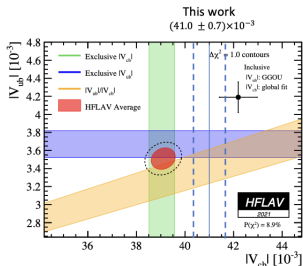 This work
(41.0 ± 0.7)×10⁻³
|V_ub| [10⁻³]
4.8
4.6
4.4
4.2
4
3.8
3.6
3.4
3.2
3
2.8
Exclusive |V_cb|
Exclusive |V_ub|
|V_ub|/|V_cb|
HFLAV Average
Δχ² = 1.0 contours
Inclusive
|V_ub|: GGOU
|V_cb|: global fit
HFLAV
2021
P(χ²) = 8.9%
36
38
40
42
44
|V_cb| [10⁻³]